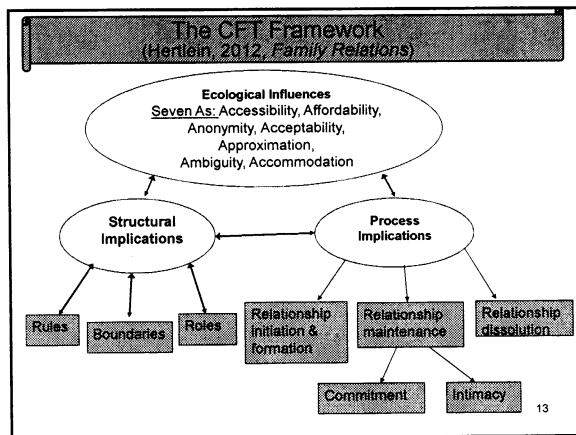 The CFT Framework
(Hertlein, 2012, Family Relations)
Ecological Influences
Seven As: Accessibility, Affordability,
Anonymity, Acceptability,
Approximation,
Ambiguity, Accommodation
Structural
Implications
Process
Implications
Rules
Boundaries
Roles
Relationship
initiation &
formation
Relationship
maintenance
Relationship
dissolution
Commitment
Intimacy
13